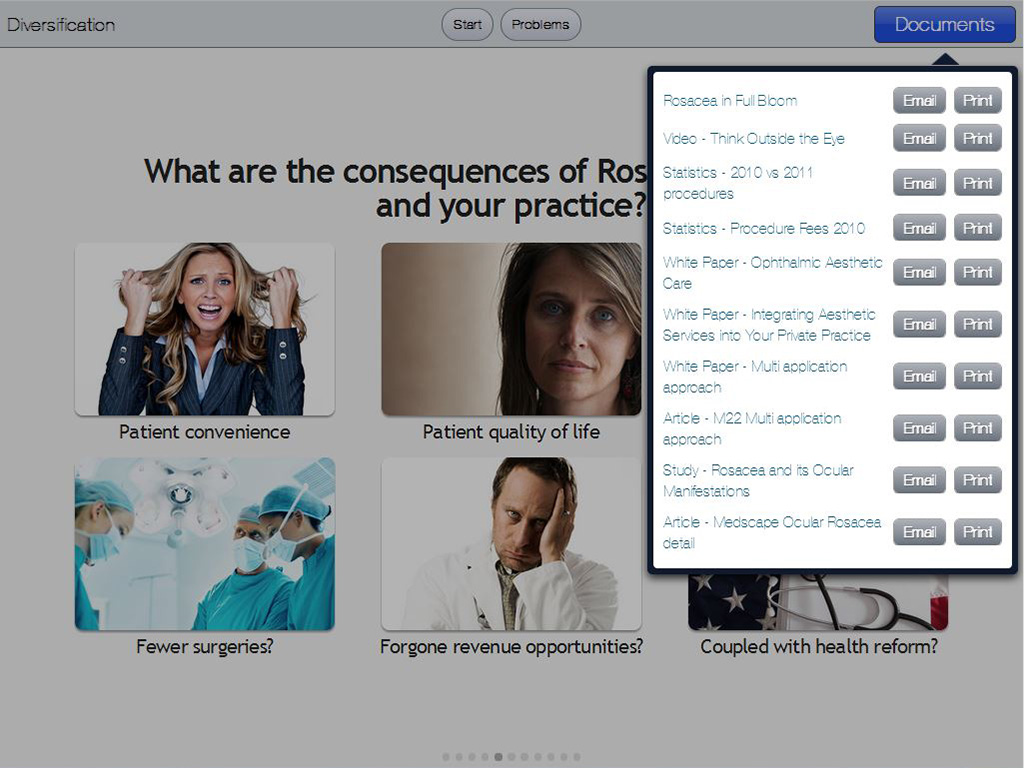 Diversification
Start
Problems
Documents
What are the consequences of Ros
and your practice?
Patient convenience
Patient quality of life
Fewer surgeries?
Forgone revenue opportunities?
Coupled with health reform?
Rosacea in Full Bloom
Email Print
Video - Think Outside the Eye
Email Print
Statistics - 2010 vs 2011
procedures
Email Print
Statistics - Procedure Fees 2010
Email Print
White Paper - Ophthalmic Aesthetic
Care
Email Print
White Paper - Integrating Aesthetic
Services into Your Private Practice
Email Print
White Paper - Multi application
approach
Email Print
Article - M22 Multi application
approach
Email Print
Study - Rosacea and its Ocular
Manifestations
Email Print
Article - Medscape Ocular Rosacea
detail
Email Print